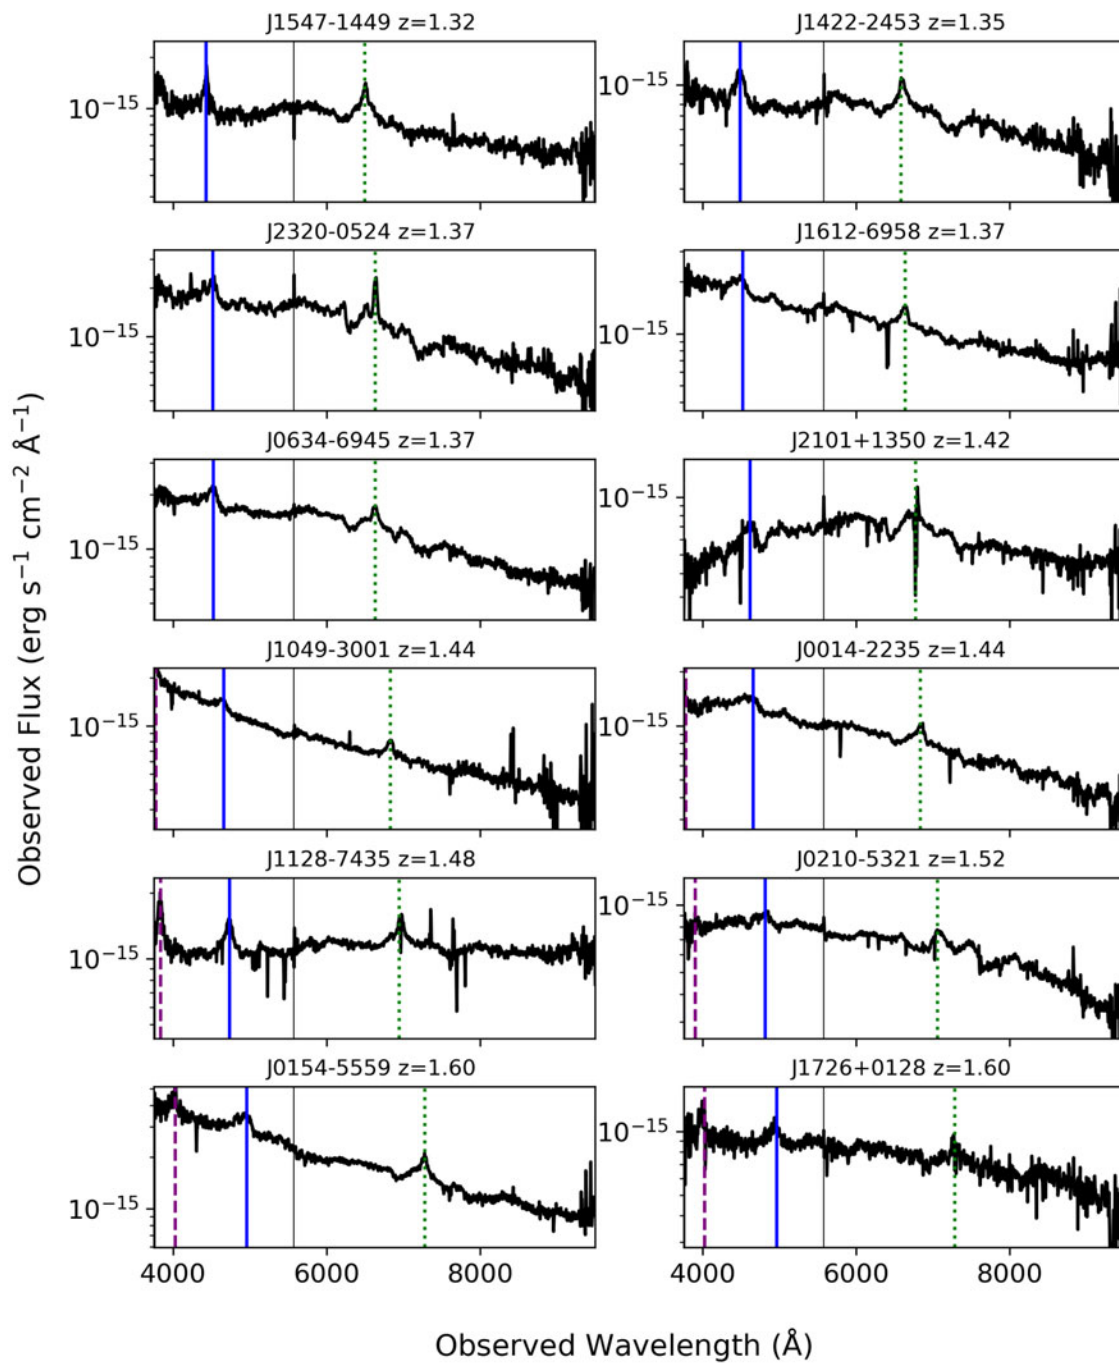 J1547-1449 z=1.32
J1422-2453 z=1.35
10⁻¹⁵
10⁻¹⁵
J2320-0524 z=1.37
J1612-6958 z=1.37
10⁻¹⁵
10⁻¹⁵
J0634-6945 z=1.37
J2101+1350 z=1.42
10⁻¹⁵
10⁻¹⁵
J1049-3001 z=1.44
J0014-2235 z=1.44
10⁻¹⁵
10⁻¹⁵
J1128-7435 z=1.48
J0210-5321 z=1.52
10⁻¹⁵
10⁻¹⁵
J0154-5559 z=1.60
J1726+0128 z=1.60
10⁻¹⁵
10⁻¹⁵
4000 6000 8000
4000 6000 8000
Observed Flux (erg s⁻¹ cm⁻² Å⁻¹)
Observed Wavelength (Å)